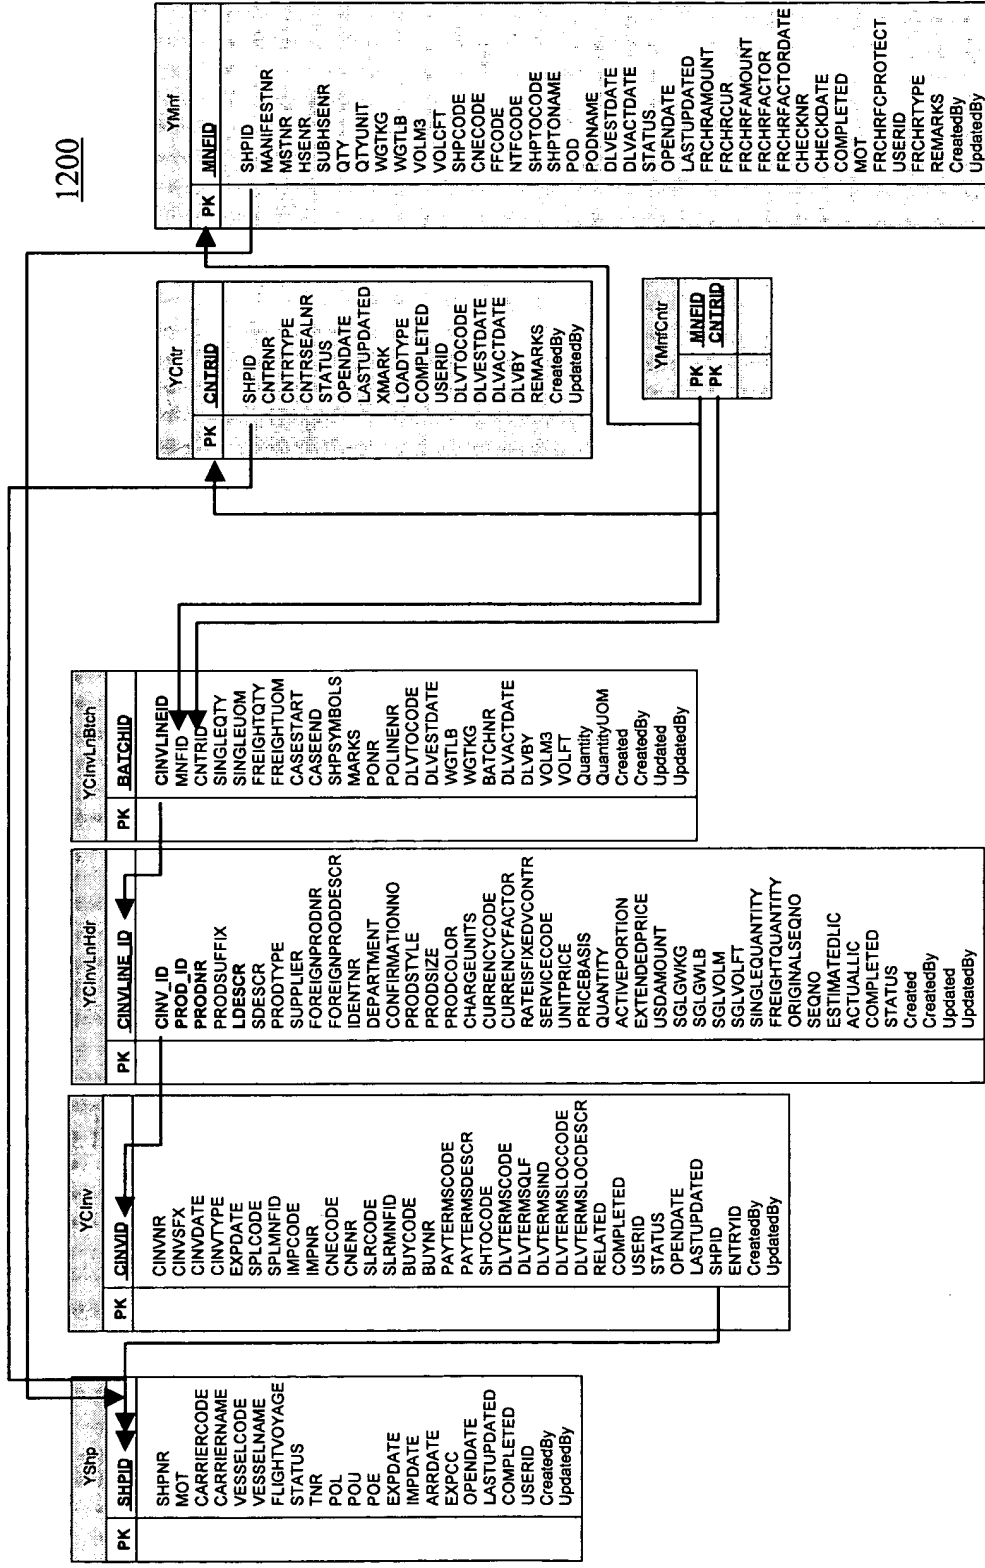 1200
YShp
PK SHPID
SHPNR
MOT
CARRIERCODE
CARRIERNAME
VESSELCODE
VESSELNAME
FLIGHTVOYAGE
STATUS
TNR
POL
POU
POE
EXPDATE
IMPDATE
ARRDATE
EXPCC
OPENDATE
LASTUPDATED
COMPLETED
USERID
CreatedBy
UpdatedBy
YCInv
PK CINVID
CINVNR
CINVSFX
CINVDATE
CINVTYPE
EXPDATE
SPLCODE
SPLMNFID
IMPCODE
IMPNR
CNECODE
CNENR
SLRCODE
SLRMNFID
BUYCODE
BUYNR
PAYTERMSCODE
PAYTERMSDESCR
SHTOCODE
DLVTERMSCODE
DLVTERMSQLF
DLVTERMSIND
DLVTERMSLOCCODE
DLVTERMSLOCDESCR
RELATED
COMPLETED
USERID
STATUS
OPENDATE
LASTUPDATED
SHPID
ENTRYID
CreatedBy
UpdatedBy
YCInvLnHdr
PK CINVLINE_ID
CINV_ID
PROD_ID
PRODNR
PRODSUFFIX
LDESCR
SDESCR
PRODTYPE
SUPPLIER
FOREIGNPRODNR
FOREIGNPRODDESCR
IDENTNR
DEPARTMENT
CONFIRMATIONNO
PRODSTYLE
PRODSIZE
PRODCOLOR
CHARGEUNITS
CURRENCYCODE
CURRENCYFACTOR
RATEISFIXEDVCONTR
SERVICECODE
UNITPRICE
PRICEBASIS
QUANTITY
ACTIVEPORTION
EXTENDEDPRICE
USDAMOUNT
SGLGWKG
SGLGWLB
SGLVOLM
SGLVOLFT
SINGLEQUANTITY
FREIGHTQUANTITY
ORIGINALSEQNO
SEQNO
ESTIMATEDLIC
ACTUALLIC
COMPLETED
STATUS
Created
CreatedBy
Updated
UpdatedBy
YCInvLnBtch
PK BATCHID
CINVLINEID
MNFID
CNTRID
SINGLEQTY
SINGLEUOM
FREIGHTQTY
FREIGHTUOM
CASESTART
CASEEND
SHPSYMBOLS
MARKS
PONR
POLINENR
DLVTOCODE
DLVESTDATE
WGTLB
WGTKG
BATCHNR
DLVACTDATE
DLVBY
VOLM3
VOLFT
Quantity
QuantityUOM
Created
CreatedBy
Updated
UpdatedBy
YCntr
PK CNTRID
SHPID
CNTRNR
CNTRTYPE
CNTRSEALNR
STATUS
OPENDATE
LASTUPDATED
XMARK
LOADTYPE
COMPLETED
USERID
DLVTOCODE
DLVESTDATE
DLVACTDATE
DLVBY
REMARKS
CreatedBy
UpdatedBy
YMnfCntr
PK MNFID
PK CNTRID
YMnf
PK MNFID
SHPID
MANIFESTNR
MSTNR
HSENR
SUBHSENR
QTY
QTYUNIT
WGTKG
WGTLB
VOLM3
VOLCFT
SHPCODE
CNECODE
FFCODE
NTFCODE
SHPTOCODE
SHPTONAME
POD
PODNAME
DLVESTDATE
DLVACTDATE
STATUS
OPENDATE
LASTUPDATED
FRCHRAMOUNT
FRCHRCUR
FRCHRFAMOUNT
FRCHRFACTOR
FRCHRFACTORDATE
CHECKNR
CHECKDATE
COMPLETED
MOT
FRCHRFCPROTECT
USERID
FRCHRTYPE
REMARKS
CreatedBy
UpdatedBy